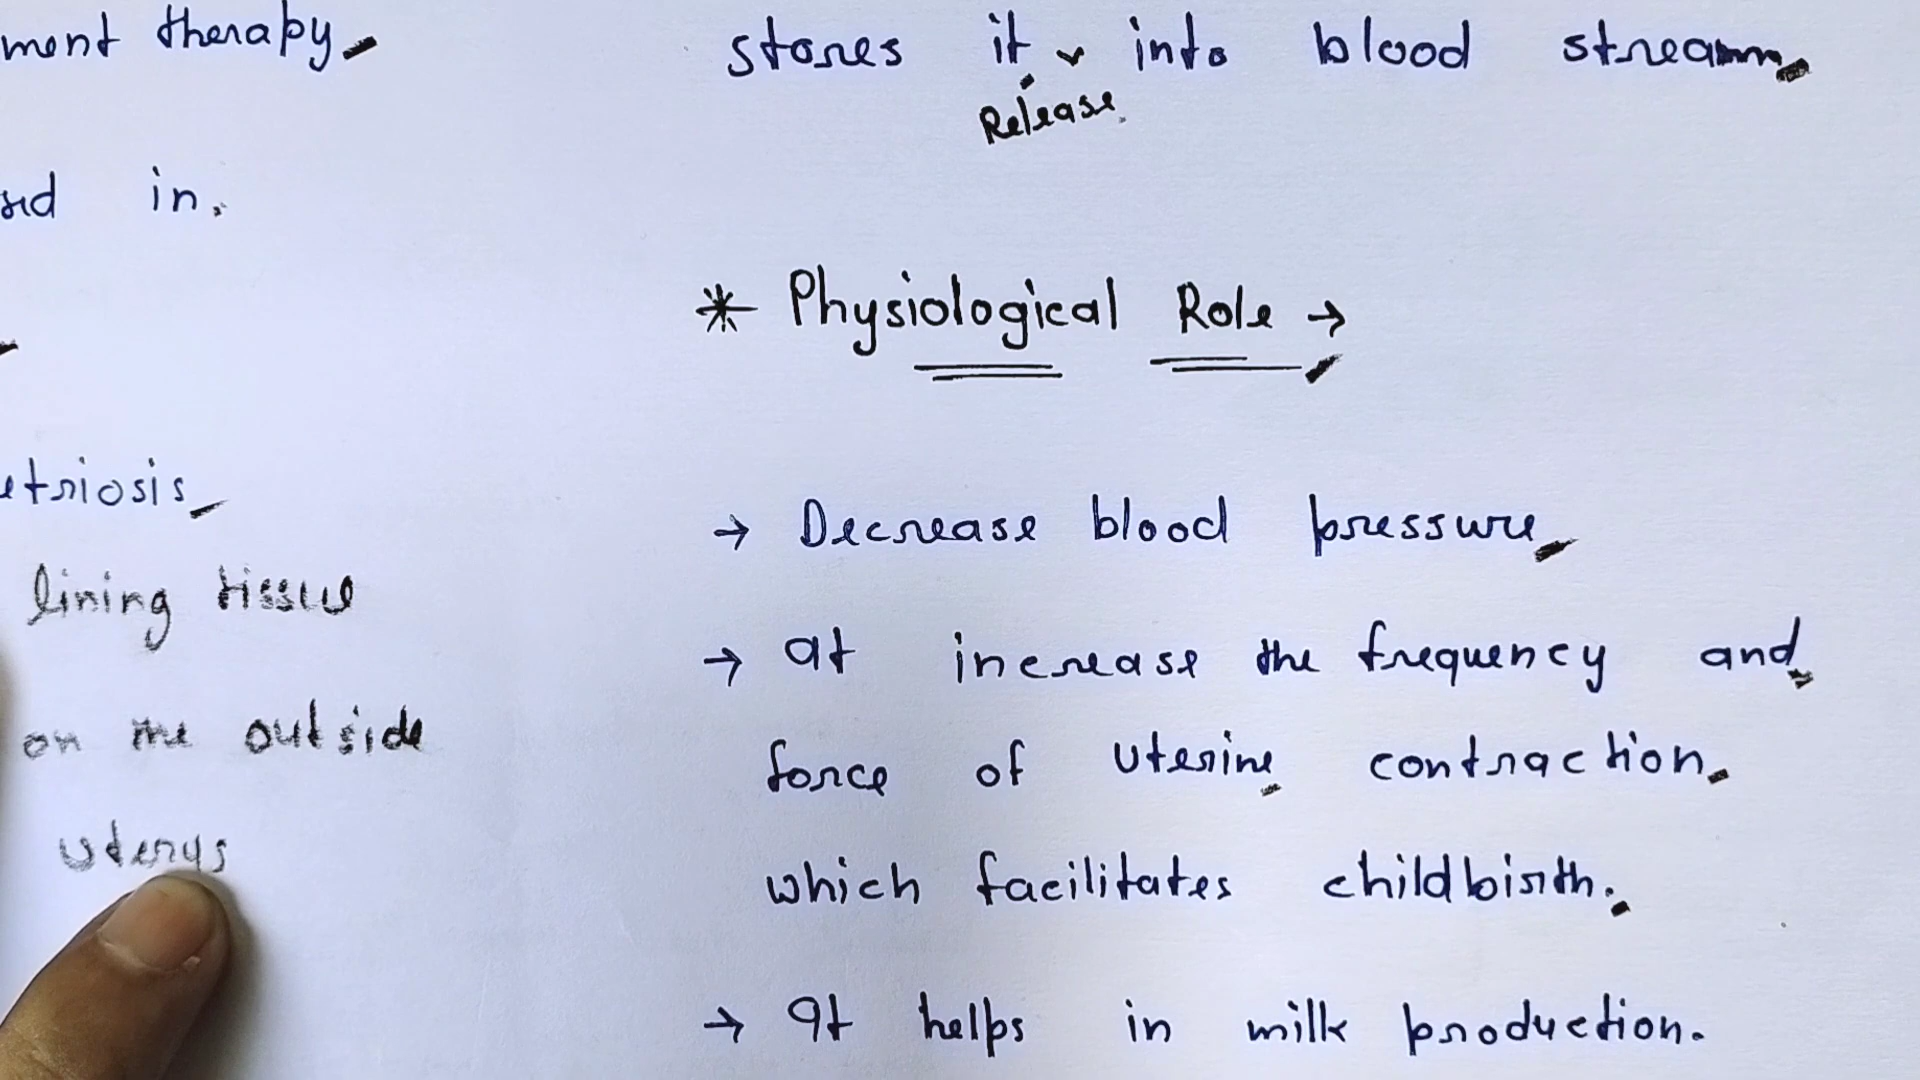 ment therapy
in.
etriosis
lining tissue
on the outside
uterus
stores it ✓ into blood stream
Release.
* Physiological Role →
→ Decrease blood pressure
→ It increase the frequency and
force of uterine contraction.
which facilitates childbirth.
→ It helps in milk production.